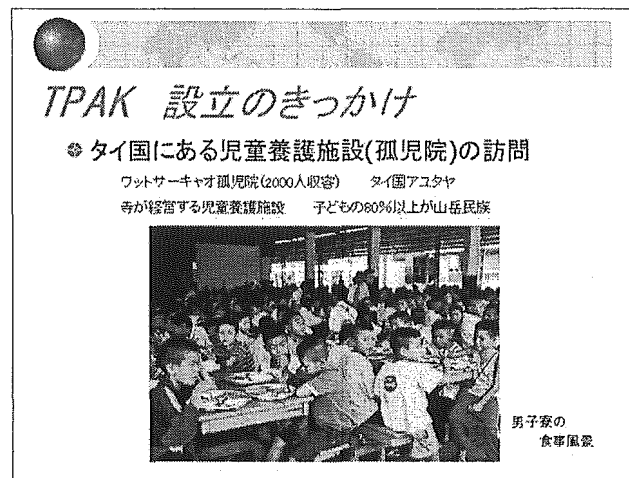 TPAK 設立のきっかけ
タイ国にある児童養護施設(孤児院)の訪問
ワットサーキャオ孤児院(2000人収容) タイ国アユタヤ
寺が経営する児童養護施設 子どもの80%以上が山岳民族
男子寮の
食事風景